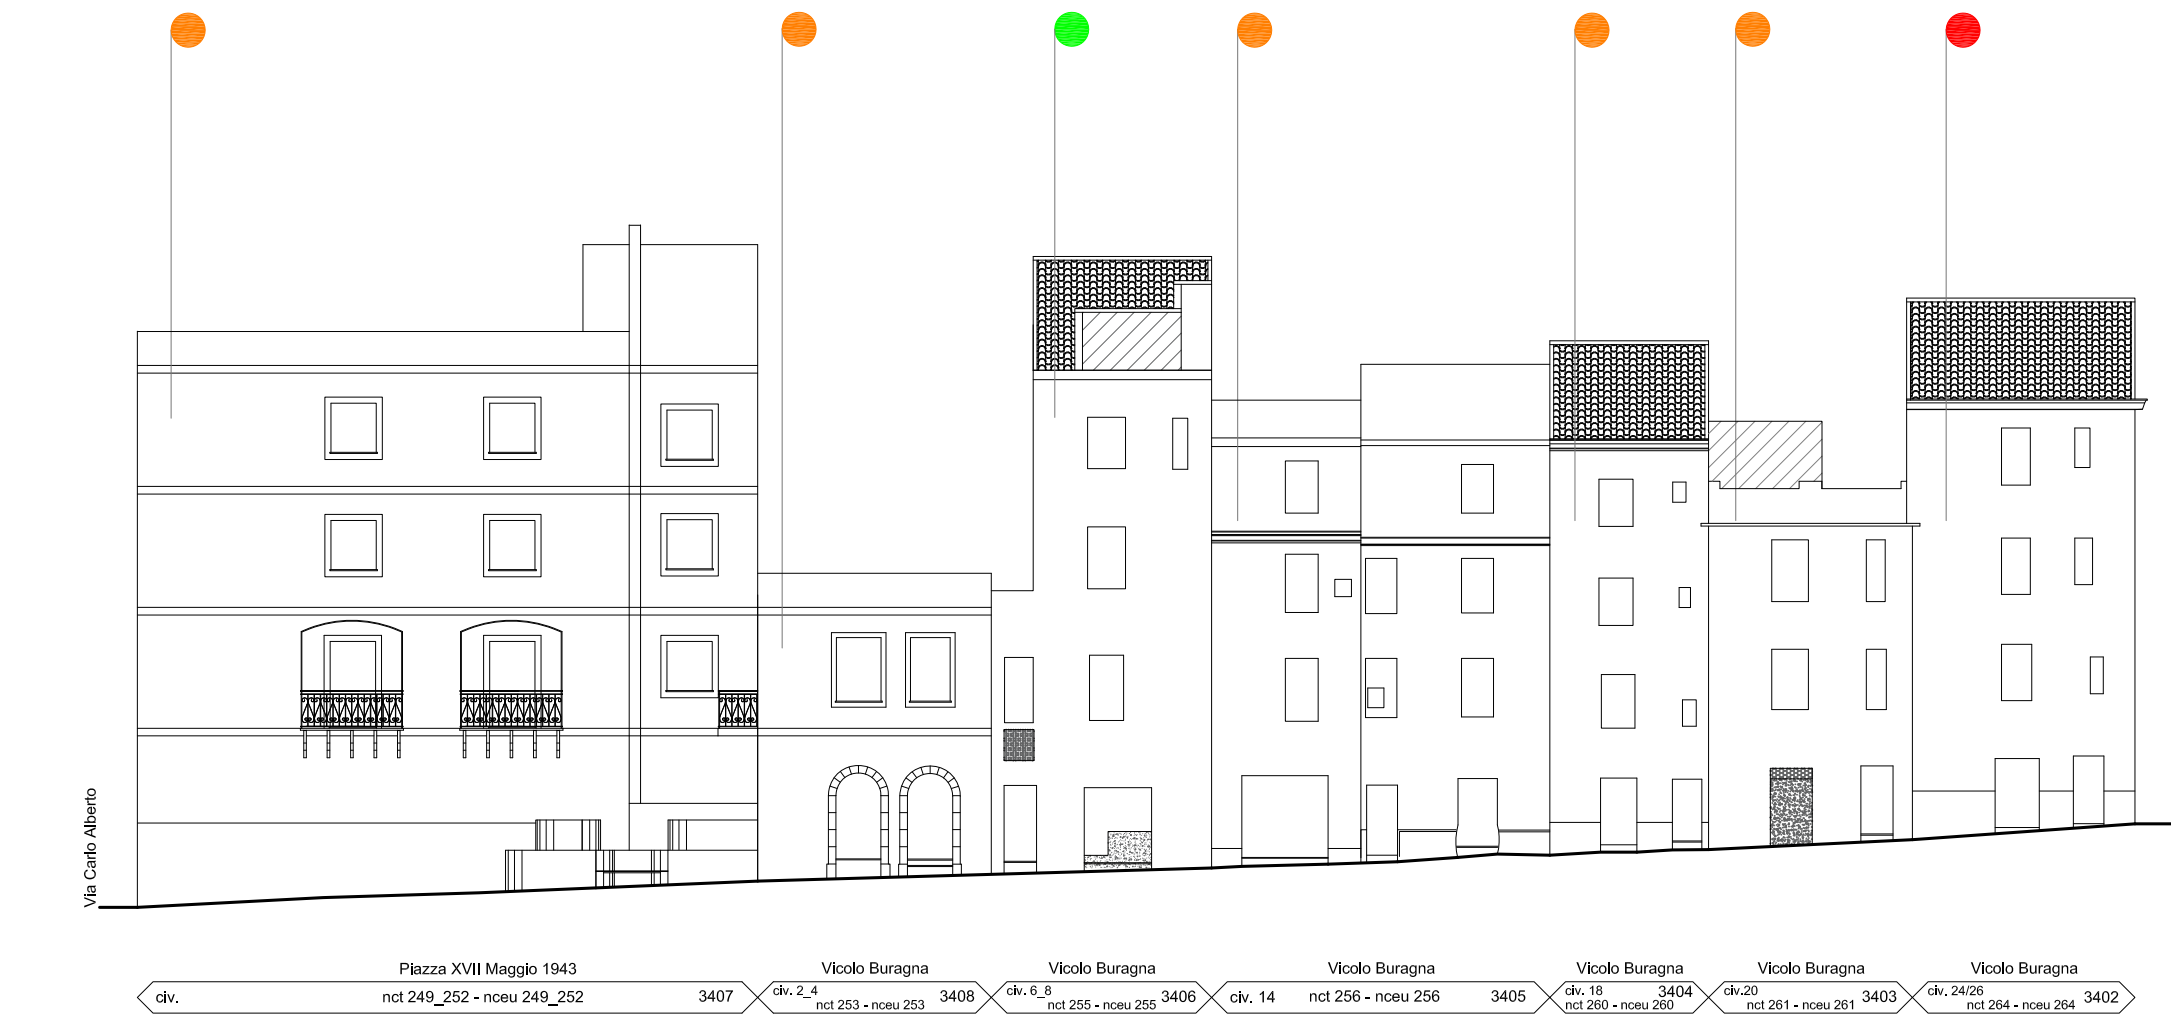 Via Carlo Alberto
Piazza XVII Maggio 1943
civ. nct 249_252 - nceu 249_252 3407
Vicolo Buragna
civ. 2_4 nct 253 - nceu 253 3408
Vicolo Buragna
civ. 6_8 nct 255 - nceu 255 3406
Vicolo Buragna
civ. 14 nct 256 - nceu 256 3405
Vicolo Buragna
civ. 18 3404
nct 260 - nceu 260
Vicolo Buragna
civ.20 nct 261 - nceu 261 3403
Vicolo Buragna
civ. 24/26 nct 264 - nceu 264 3402